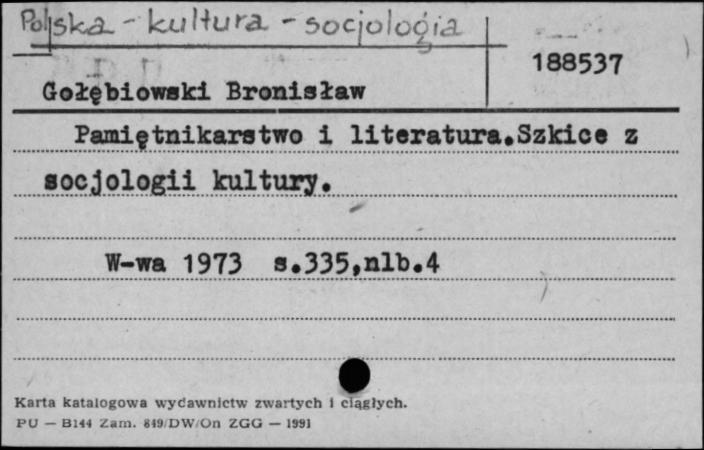 Polska - kultura - socjologia
188537
Gołębiowski Bronisław
Pamiętnikarstwo i literatura.Szkice z
socjologii kultury.
W-wa 1973 s.335,nlb.4
Karta katalogowa wydawnictw zwartych i ciągłych.
PU — B144 Zam. 849/DW/On ZGG — 1991